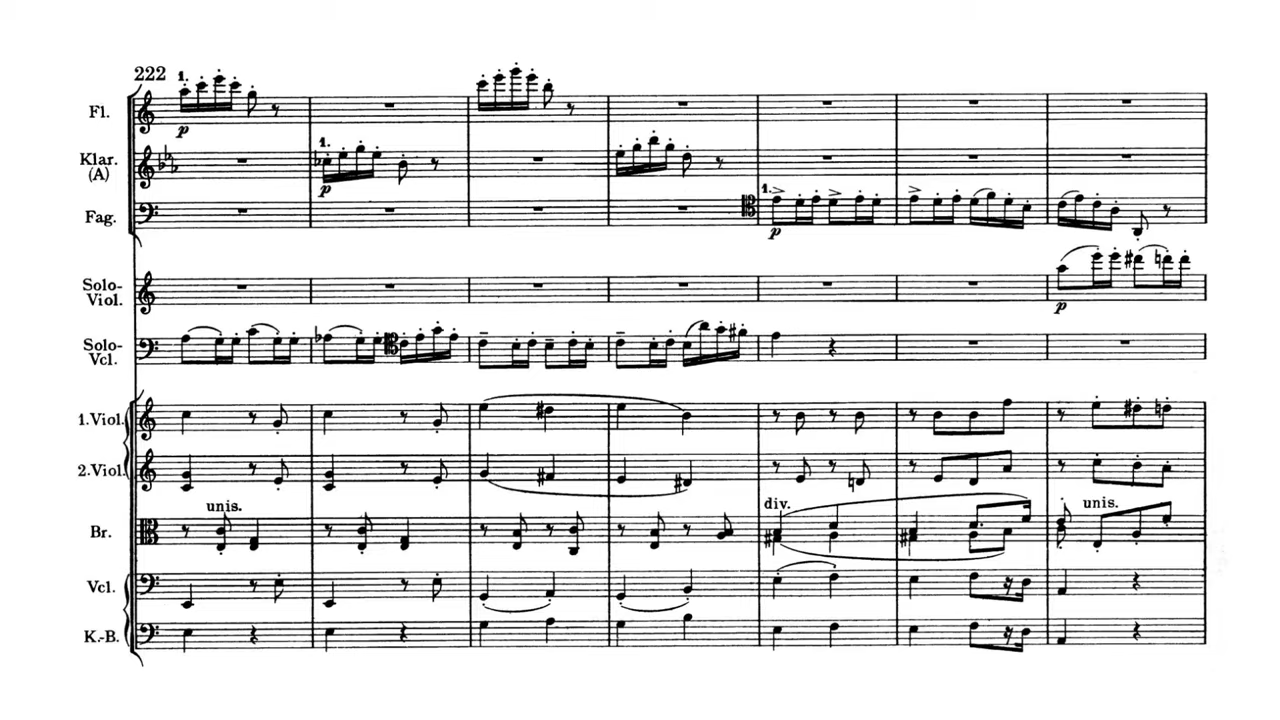 222
1.
Fl.
p
1.
Klar.
(A)
p
1.
Fag.
p
Solo-
Viol.
p
Solo-
Vcl.
1.Viol.
2.Viol.
unis.
div.
unis.
Br.
Vcl.
K.-B.